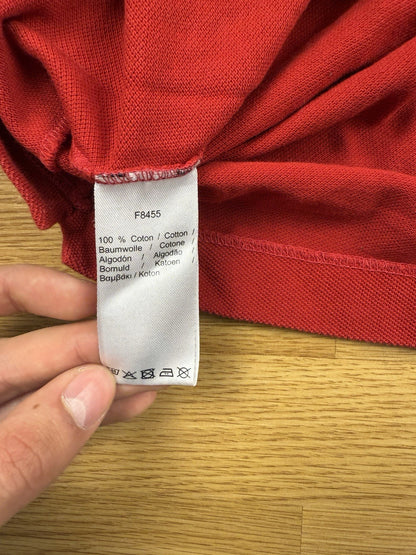 F8455
100 % Coton / Cotton /
Baumwolle / Cotone /
Algodón / Algodão /
Bomuld / Katoen /
Βαμβάκι / Koton